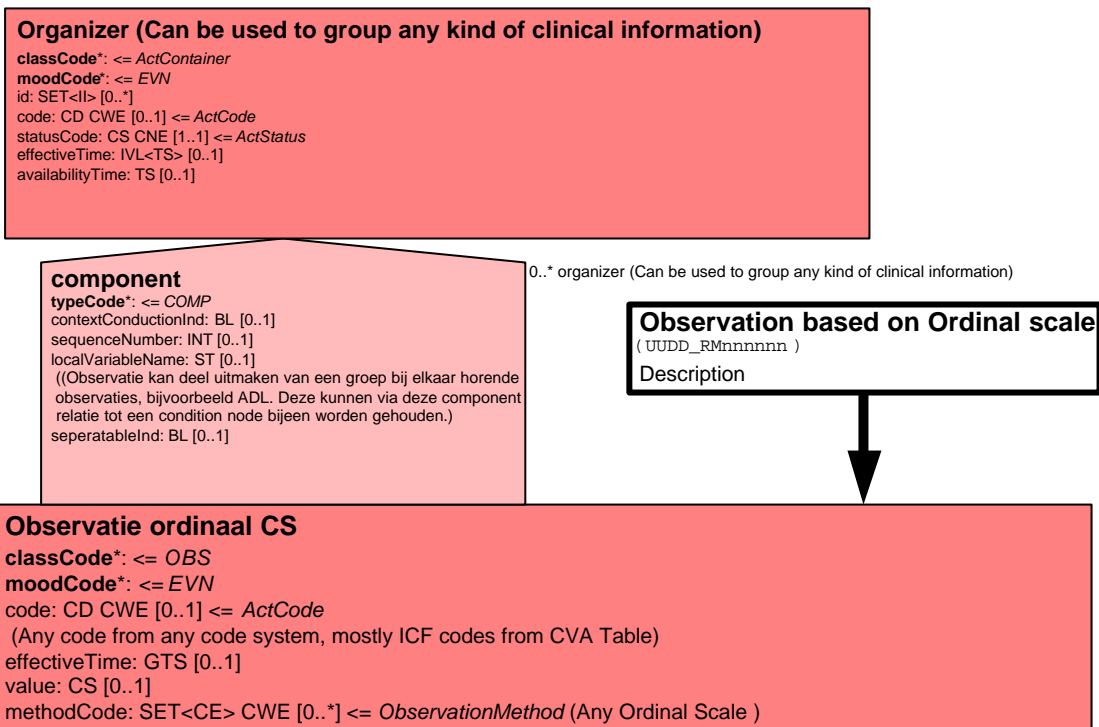 Organizer (Can be used to group any kind of clinical information)
classCode*: <= ActContainer
moodCode*: <= EVN
id: SET<II> [0..*]
code: CD CWE [0..1] <= ActCode
statusCode: CS CNE [1..1] <= ActStatus
effectiveTime: IVL<TS> [0..1]
availabilityTime: TS [0..1]
0..* organizer (Can be used to group any kind of clinical information)
component
typeCode*: <= COMP
contextConductionInd: BL [0..1]
sequenceNumber: INT [0..1]
localVariableName: ST [0..1]
((Observatie kan deel uitmaken van een groep bij elkaar horende
observaties, bijvoorbeeld ADL. Deze kunnen via deze component
relatie tot een condition node bijeen worden gehouden.)
seperatableInd: BL [0..1]
Observation based on Ordinal scale
( UUDD_RMnnnnnn )
Description
Observatie ordinaal CS
classCode*: <= OBS
moodCode*: <= EVN
code: CD CWE [0..1] <= ActCode
(Any code from any code system, mostly ICF codes from CVA Table)
effectiveTime: GTS [0..1]
value: CS [0..1]
methodCode: SET<CE> CWE [0..*] <= ObservationMethod (Any Ordinal Scale )